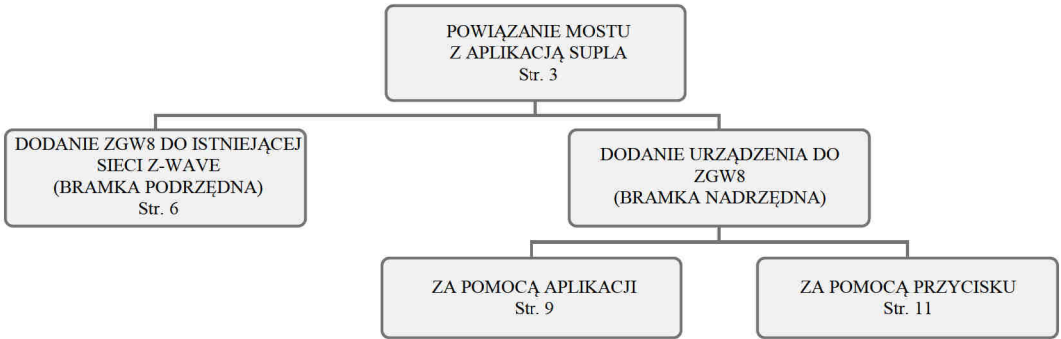 POWIĄZANIE MOSTU
Z APLIKACJĄ SUPLA
Str. 3
DODANIE ZGW8 DO ISTNIEJĄCEJ
SIECI Z-WAVE
(BRAMKA PODRZĘDNA)
Str. 6
DODANIE URZĄDZENIA DO
ZGW8
(BRAMKA NADRZĘDNA)
ZA POMOCĄ APLIKACJI
Str. 9
ZA POMOCĄ PRZYCISKU
Str. 11